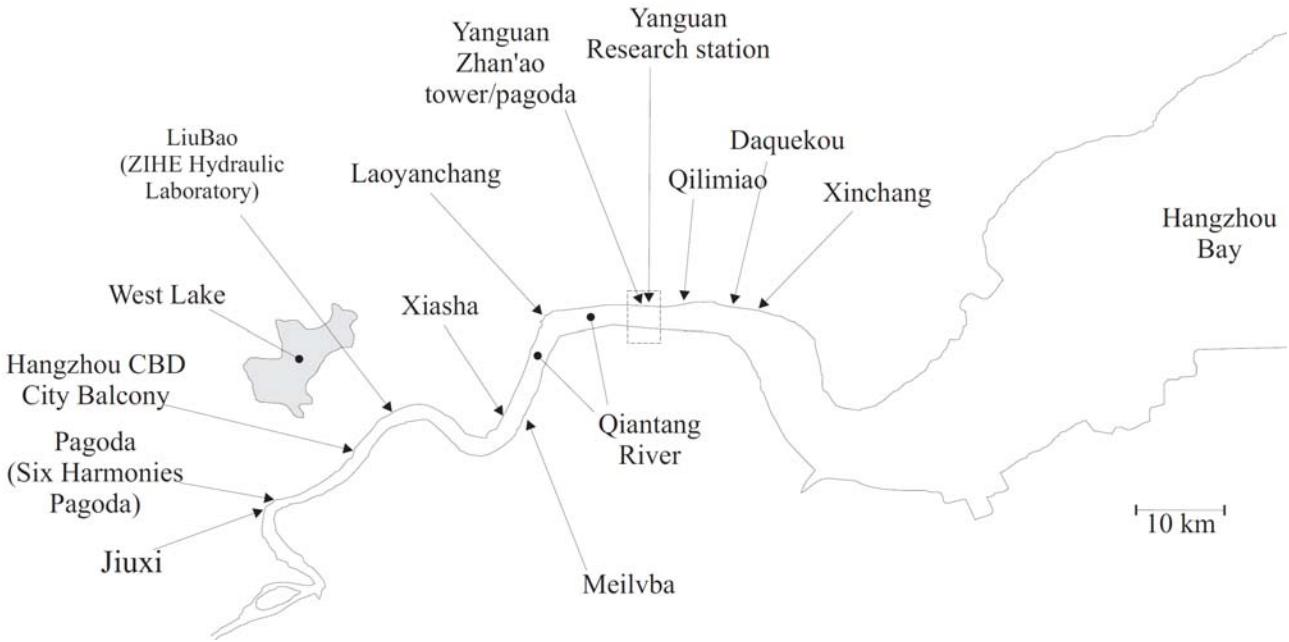 Yanguan
Research station
Yanguan
Zhan'ao
tower/pagoda
LiuBao
(ZIHE Hydraulic
Laboratory)
Laoyanchang
Daquekou
Qilimiao
Xinchang
Hangzhou
Bay
West Lake
Xiasha
Hangzhou CBD
City Balcony
Qiantang
River
Pagoda
(Six Harmonies
Pagoda)
10 km
Jiuxi
Meilvba